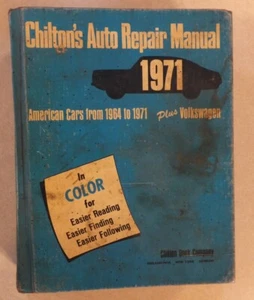 Chilton's Auto Repair Manual
1971
American Cars from 1964 to 1971 Plus Volkswagen
In
COLOR
for
Easier Reading
Easier Finding
Easier Following
Chilton Book Company